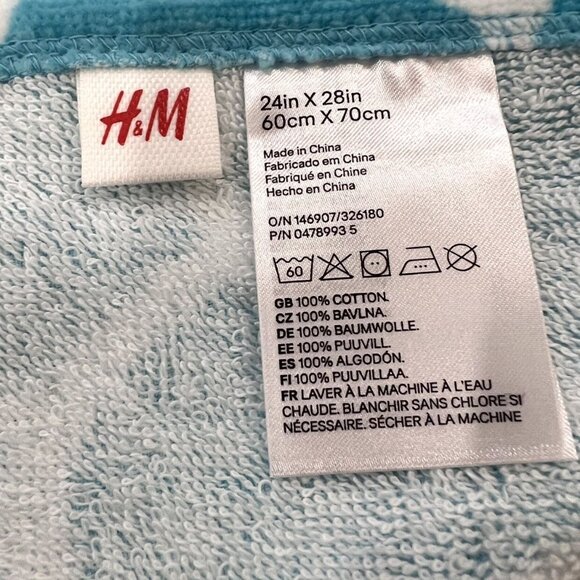 H&M
24in X 28in
60cm X 70cm
Made in China
Fabricado em China
Fabriqué en Chine
Hecho en China
O/N 146907/326180
P/N 0478993 5
60
GB 100% COTTON.
CZ 100% BAVLNA.
DE 100% BAUMWOLLE.
EE 100% PUUVILL.
ES 100% ALGODÓN.
FI 100% PUUVILLAA.
FR LAVER À LA MACHINE À L'EAU
CHAUDE. BLANCHIR SANS CHLORE SI
NÉCESSAIRE. SÉCHER À LA MACHINE